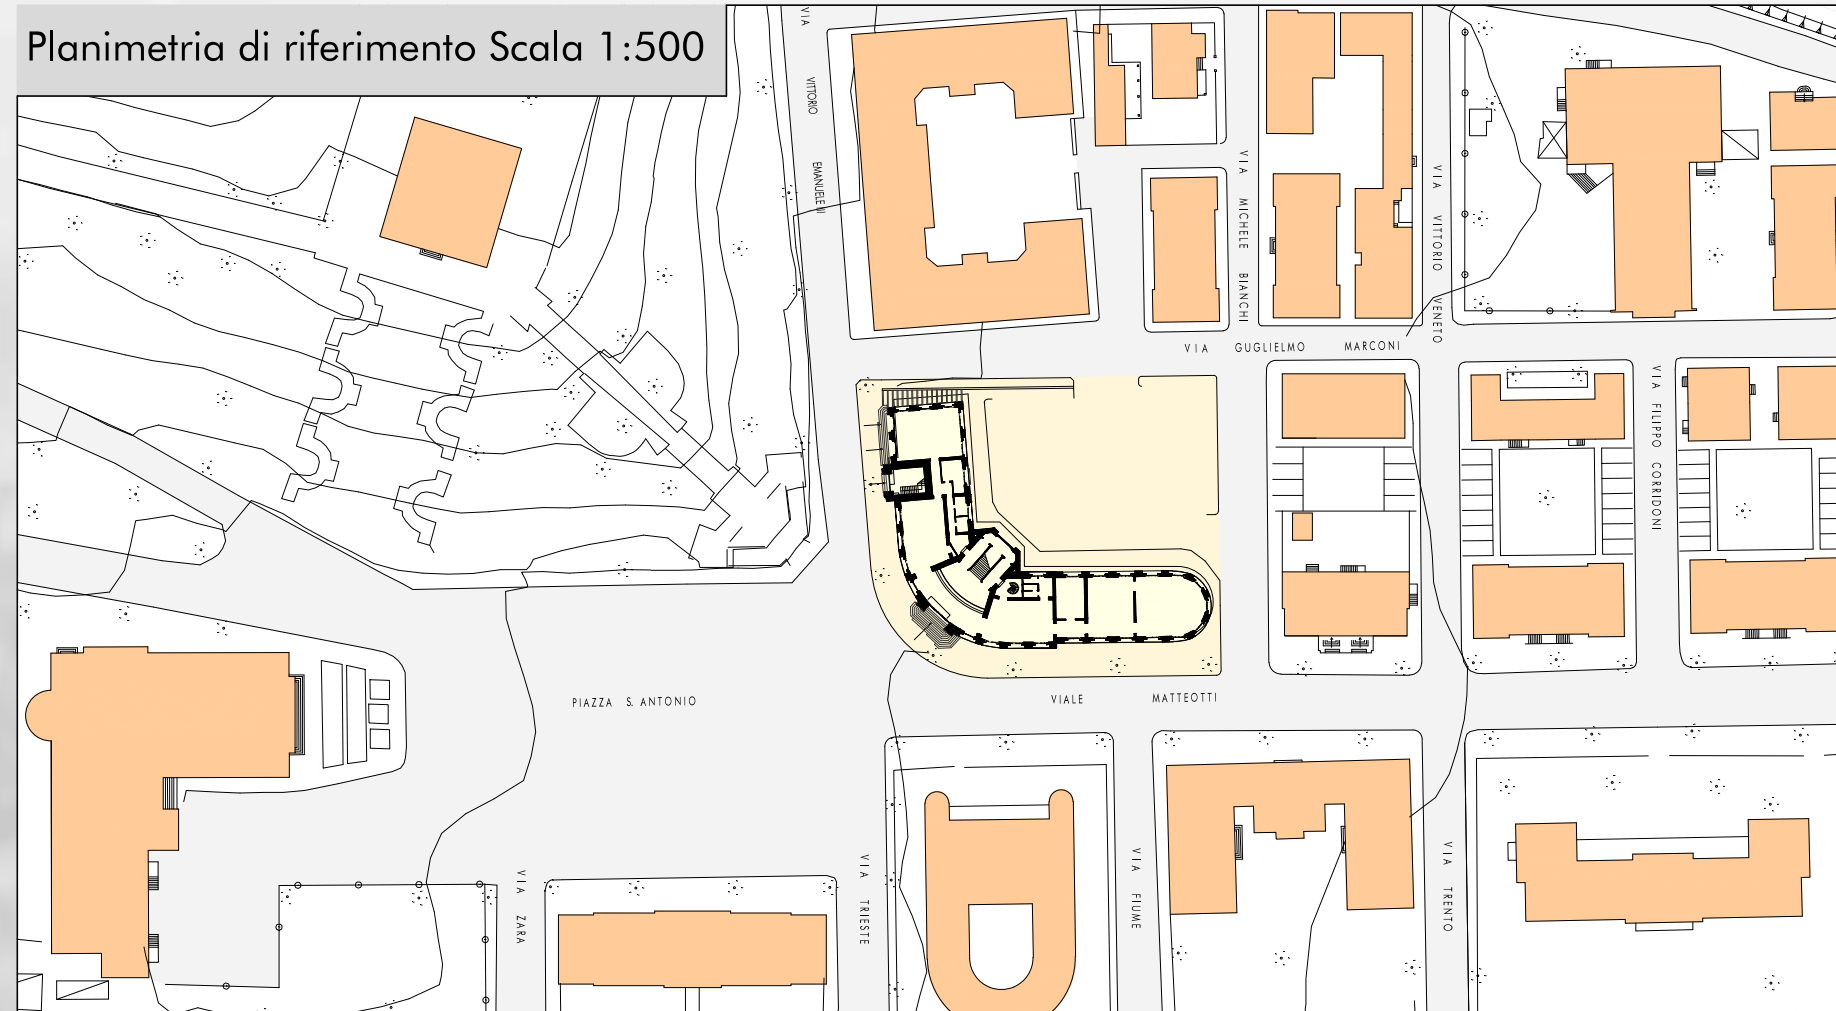 Planimetria di riferimento Scala 1:500
VIA VITTORIO EMANUELE III
VIA MICHELE BIANCHI
VIA VITTORIO VENETO
VIA GUGLIELMO MARCONI
VIA FILIPPO CORRIDONI
PIAZZA S. ANTONIO
VIALE MATTEOTTI
VIA ZARA
VIA TRIESTE
VIA FIUME
VIA TRENTO